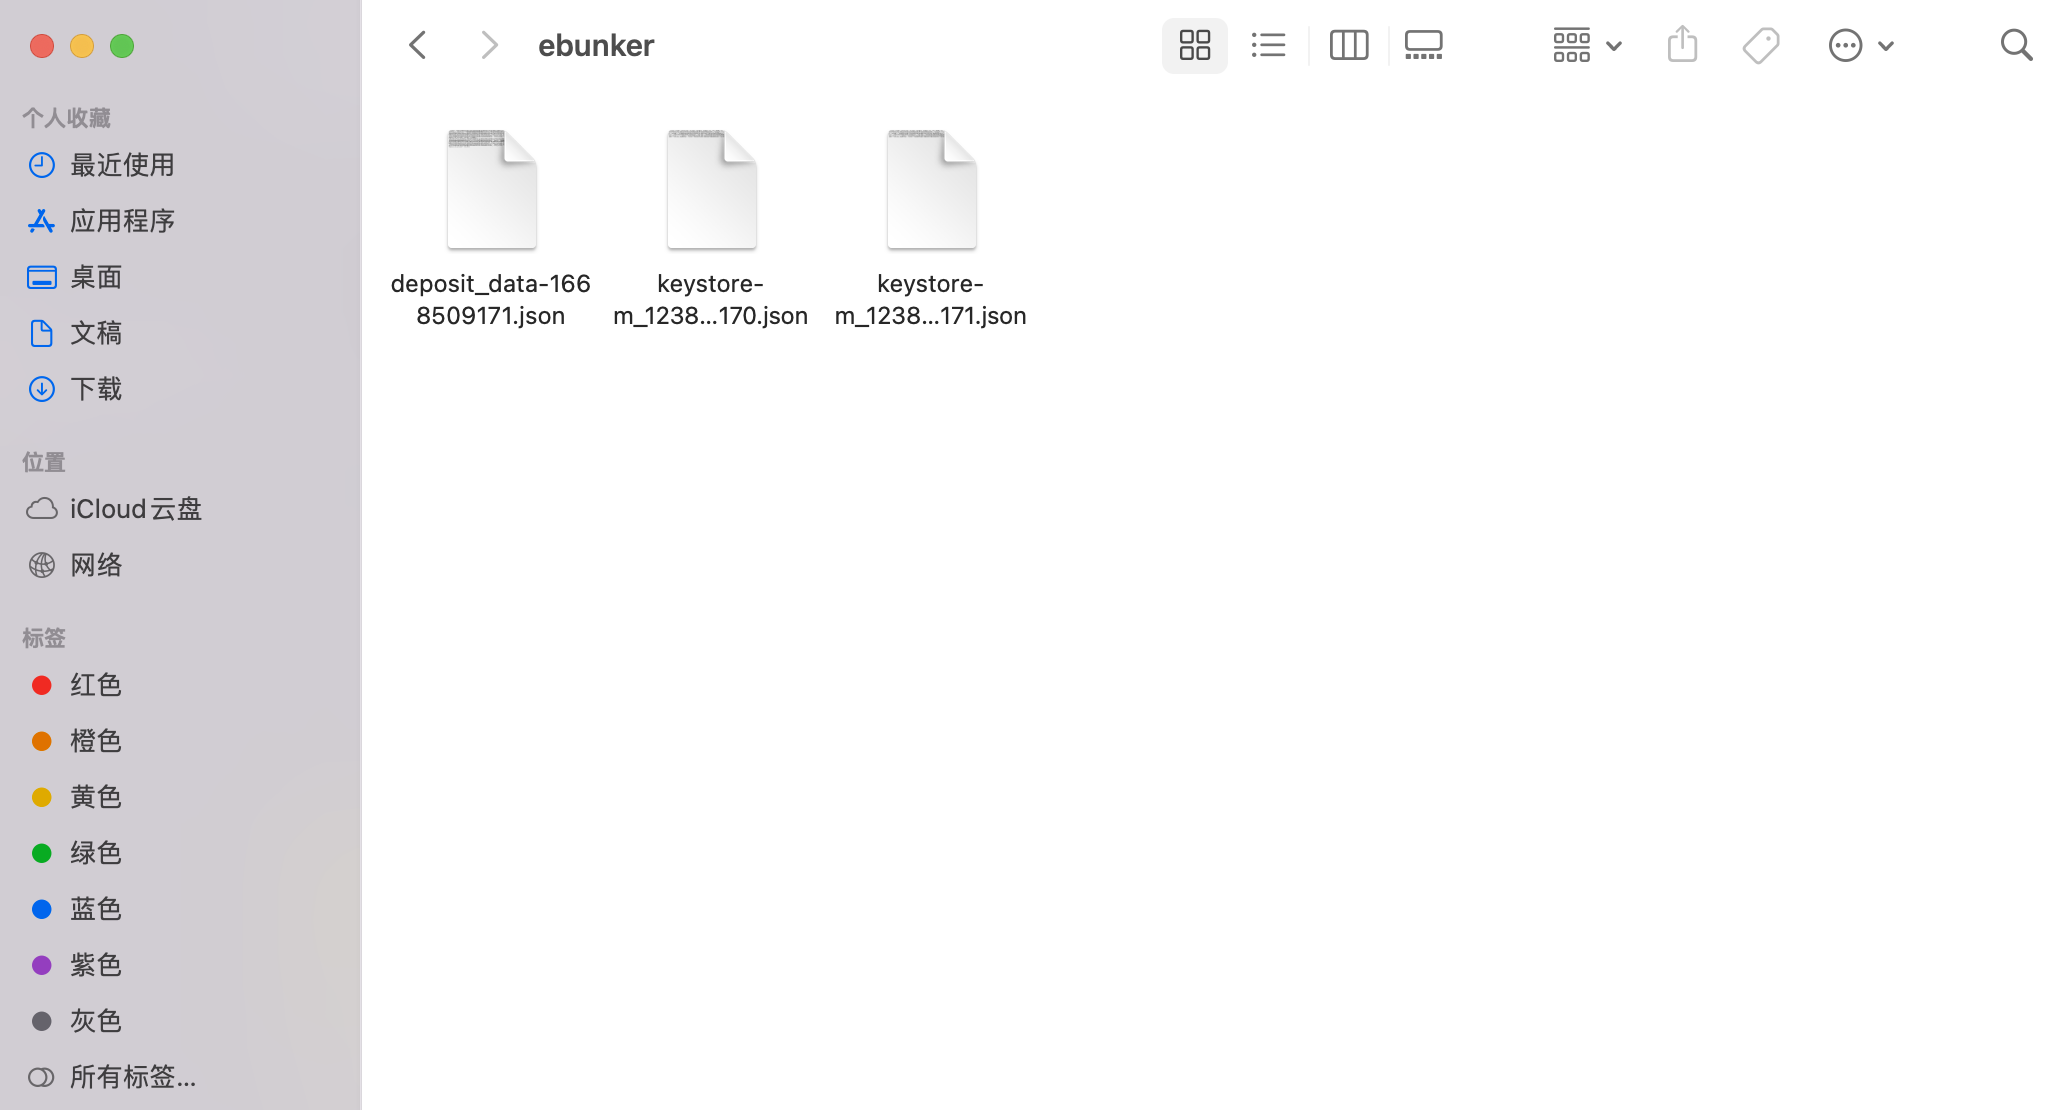 ebunker
个人收藏
最近使用
应用程序
桌面
文稿
下载
位置
iCloud云盘
网络
标签
红色
橙色
黄色
绿色
蓝色
紫色
灰色
所有标签...
deposit_data-166
8509171.json
keystore-
m_1238...170.json
keystore-
m_1238...171.json